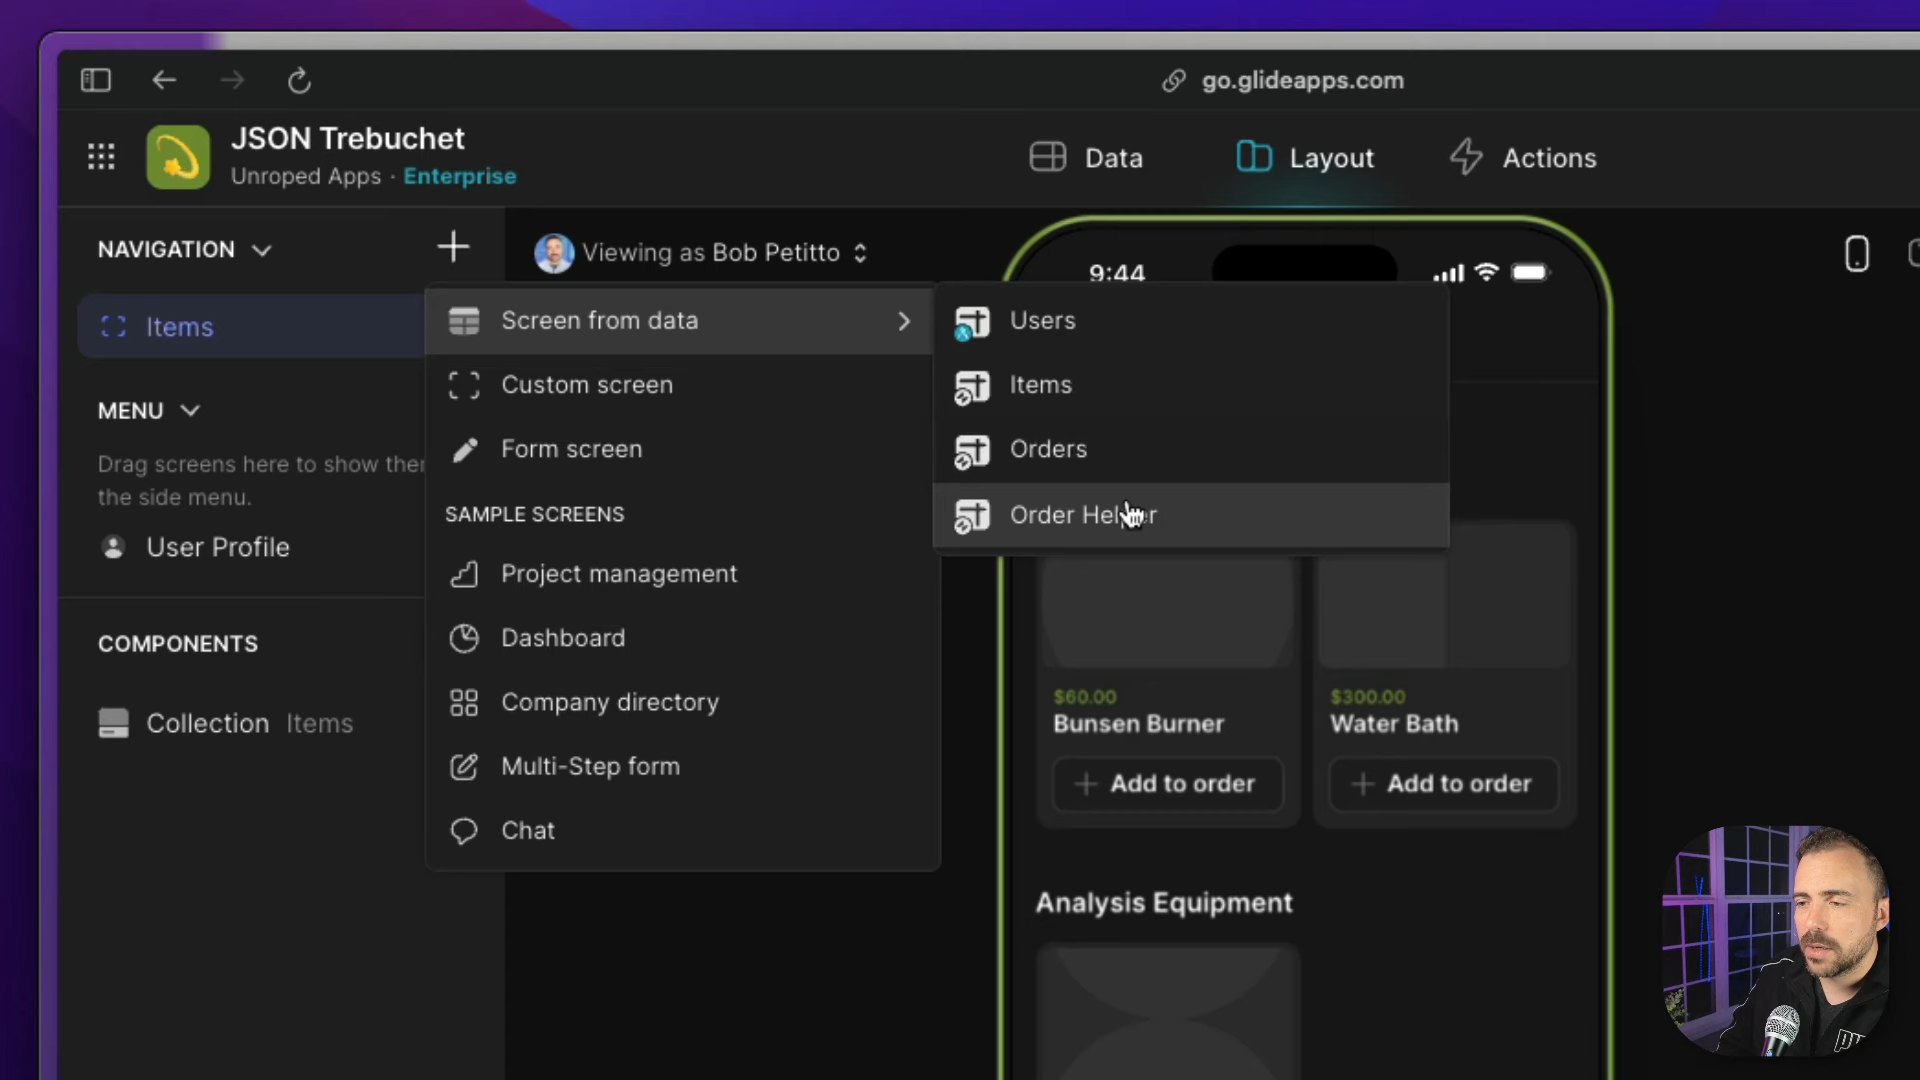 go.glideapps.com
JSON Trebuchet
Unroped Apps · Enterprise
Data
Layout
Actions
NAVIGATION
Viewing as Bob Petitto
9:44
Items
MENU
Drag screens here to show
the side menu.
User Profile
COMPONENTS
Collection Items
Screen from data
Custom screen
Form screen
SAMPLE SCREENS
Project management
Dashboard
Company directory
Multi-Step form
Chat
Users
Items
Orders
Order Helper
$60.00
Bunsen Burner
Add to order
$300.00
Water Bath
Add to order
Analysis Equipment